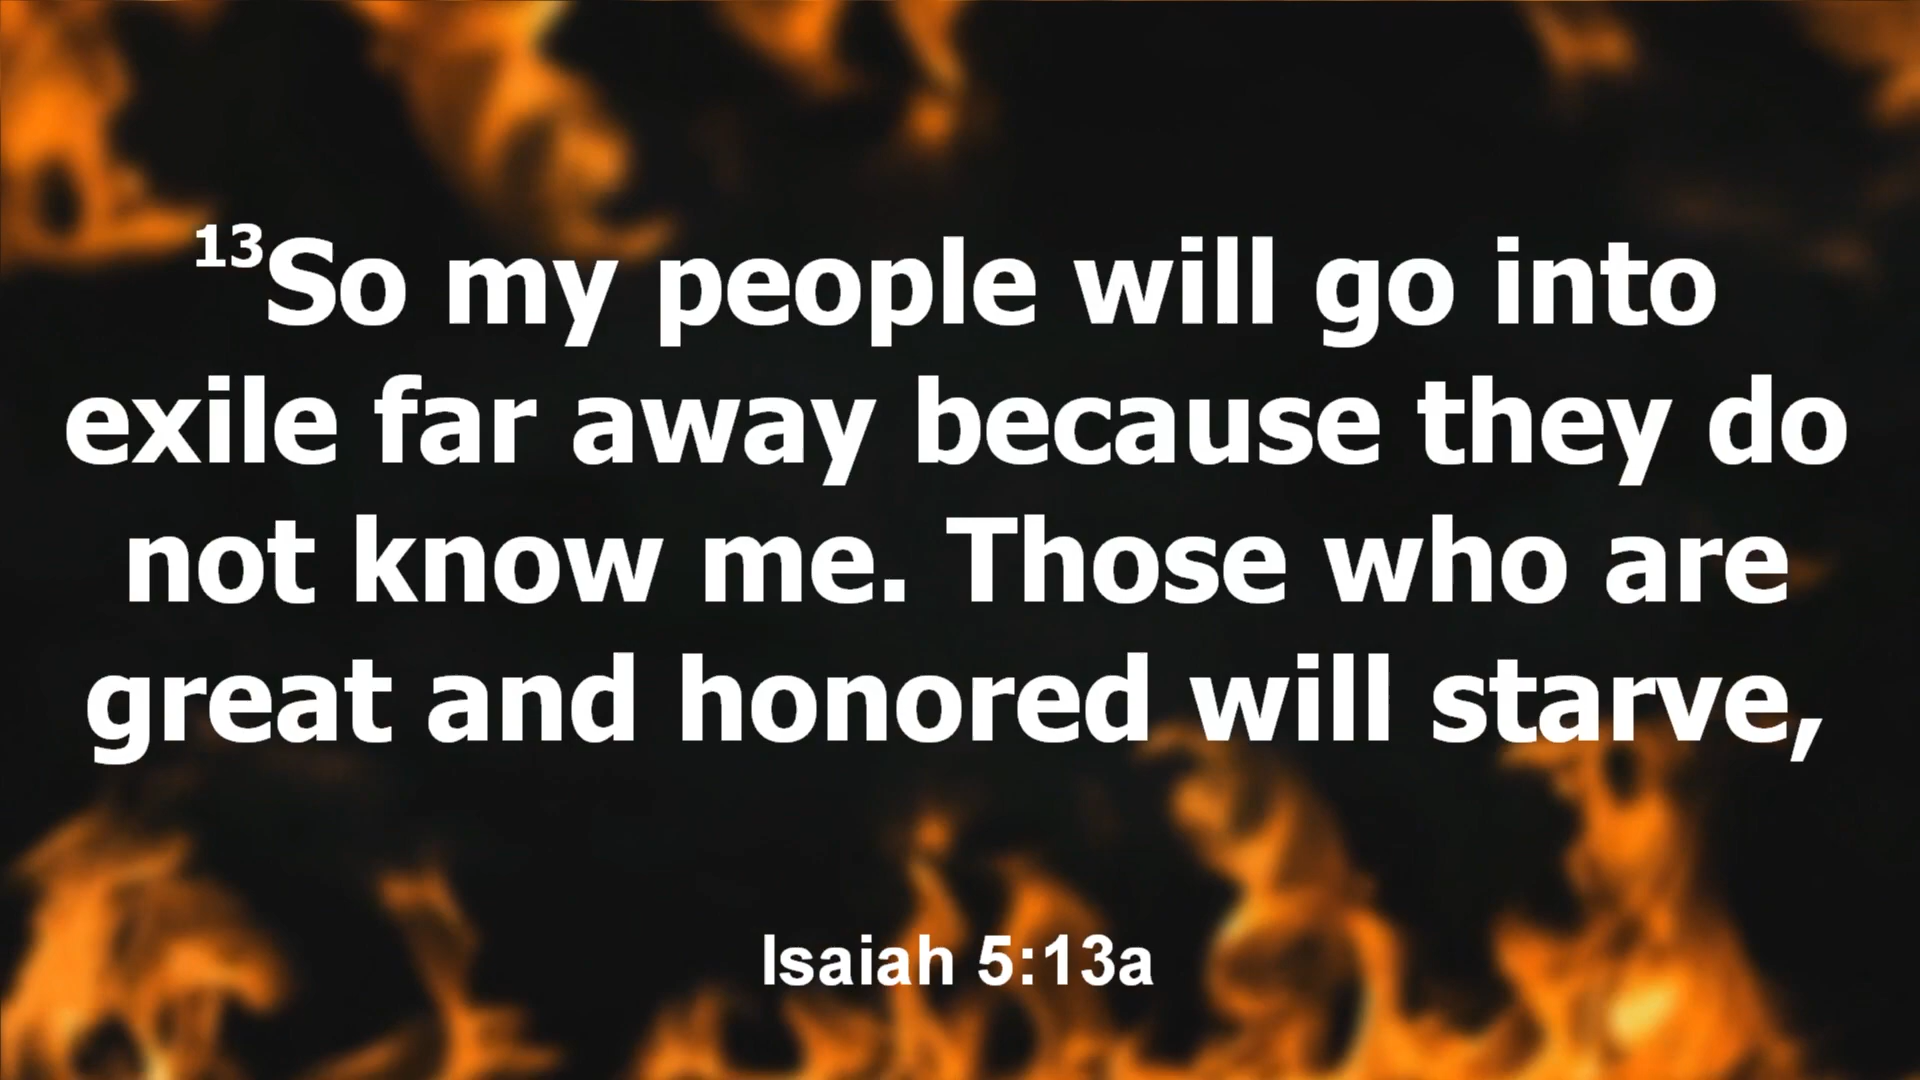 ¹³So my people will go into
exile far away because they do
not know me. Those who are
great and honored will starve,
Isaiah 5:13a